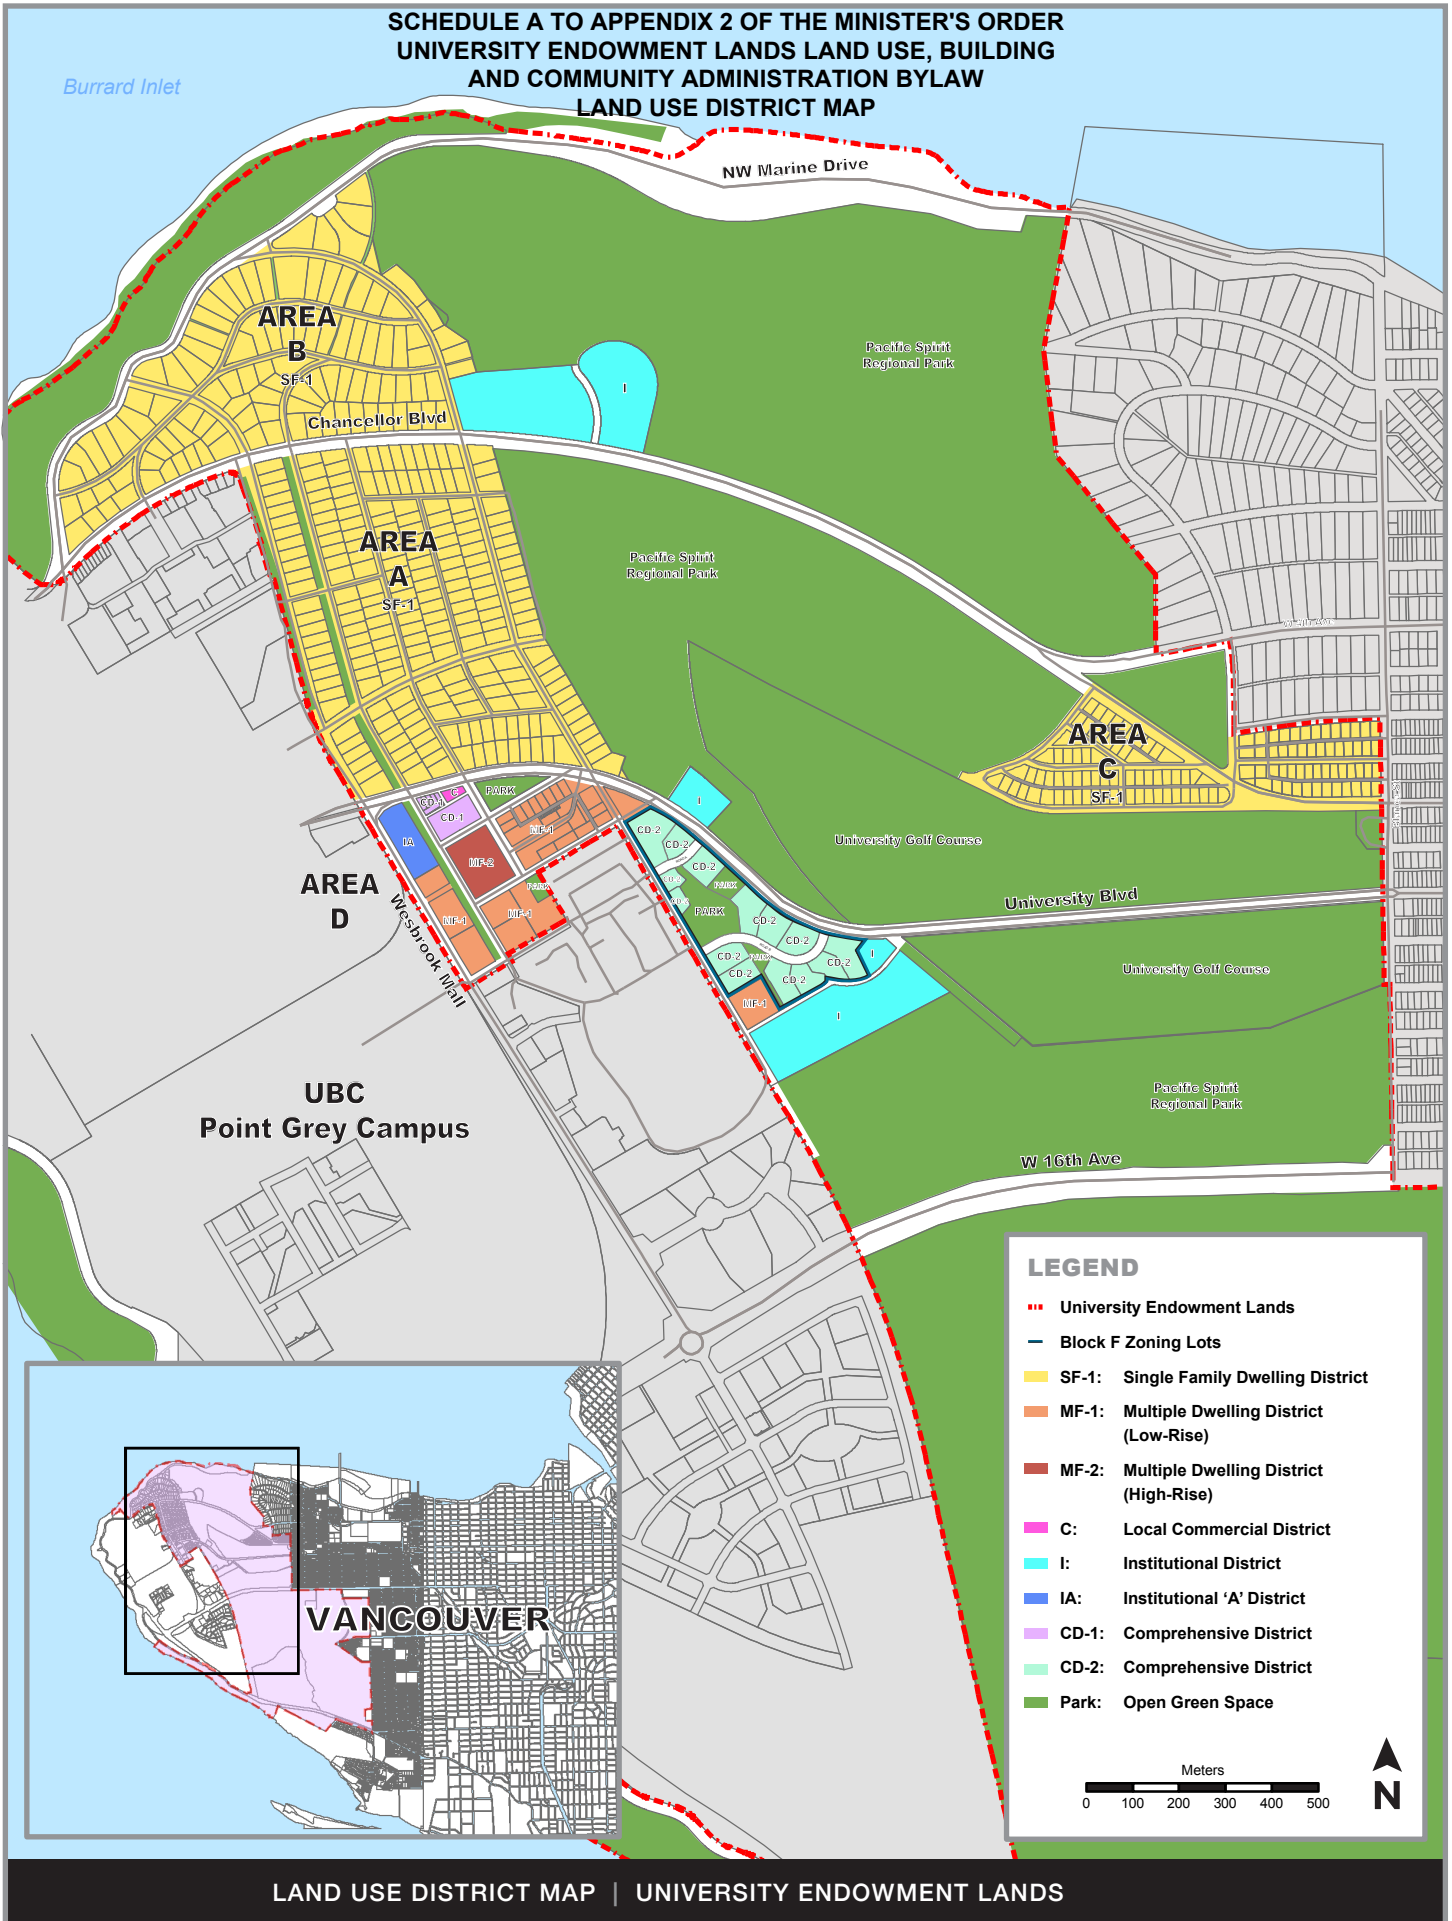 SCHEDULE A TO APPENDIX 2 OF THE MINISTER'S ORDER
UNIVERSITY ENDOWMENT LANDS LAND USE, BUILDING
AND COMMUNITY ADMINISTRATION BYLAW
LAND USE DISTRICT MAP
Burrard Inlet
NW Marine Drive
AREA
B
SF-1
Chancellor Blvd
I
Pacific Spirit
Regional Park
AREA
A
SF-1
Pacific Spirit
Regional Park
W 4th Ave
AREA
C
SF-1
C
CD-1
CD-1
PARK
MF-1
IA
MF-2
PARK
MF-1
MF-1
AREA
D
Wesbrook Mall
I
CD-2
CD-2
CD-2
CD-2
CD-2
PARK
PARK
CD-2
CD-2
CD-2
CD-2
PARK
CD-2
CD-2
MF-1
I
I
University Golf Course
University Blvd
University Golf Course
UBC
Point Grey Campus
Pacific Spirit
Regional Park
W 16th Ave
VANCOUVER
LEGEND
University Endowment Lands
Block F Zoning Lots
SF-1: Single Family Dwelling District
MF-1: Multiple Dwelling District
(Low-Rise)
MF-2: Multiple Dwelling District
(High-Rise)
C: Local Commercial District
I: Institutional District
IA: Institutional ‘A’ District
CD-1: Comprehensive District
CD-2: Comprehensive District
Park: Open Green Space
Meters
0 100 200 300 400 500
N
LAND USE DISTRICT MAP | UNIVERSITY ENDOWMENT LANDS